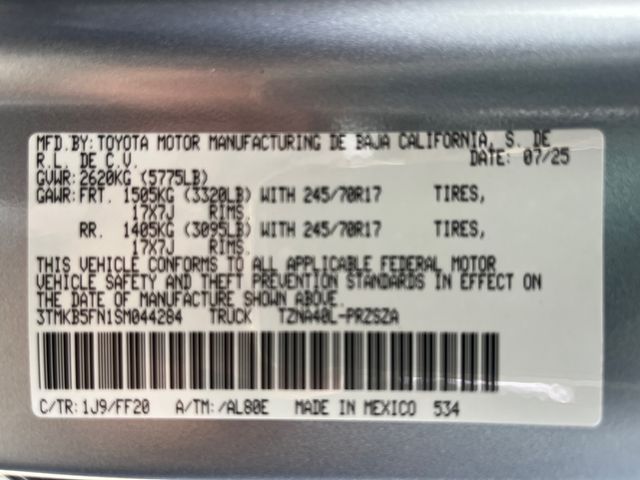 MFD.BY:TOYOTA MOTOR MANUFACTURING DE BAJA CALIFORNIA, S. DE
R.L. DE C.V. DATE: 07/25
GVWR:2620KG (5775LB)
GAWR:FRT. 1505KG (3320LB) WITH 245/70R17 TIRES,
17X7J RIMS.
RR. 1405KG (3095LB) WITH 245/70R17 TIRES,
17X7J RIMS.
THIS VEHICLE CONFORMS TO ALL APPLICABLE FEDERAL MOTOR
VEHICLE SAFETY AND THEFT PREVENTION STANDARDS IN EFFECT ON
THE DATE OF MANUFACTURE SHOWN ABOVE.
3TMKB5FN1SM044284 TRUCK TZNA40L-PRZSZA
C/TR:1J9/FF20 A/TM:/AL80E MADE IN MEXICO 534